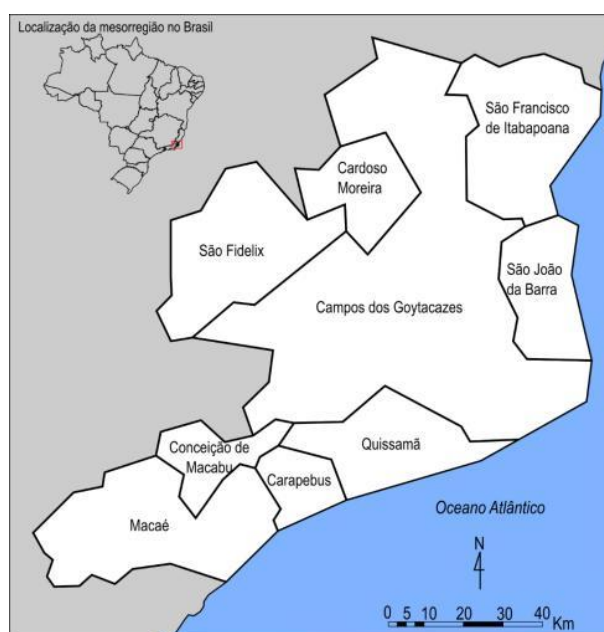 Localização da mesorregião no Brasil
São Francisco
de Itabapoana
Cardoso
Moreira
São Fidelix
São João
da Barra
Campos dos Goytacazes
Conceição de
Macabu
Quissamã
Carapebus
Macaé
Oceano Atlântico
N
0 5 10 20 30 40 Km